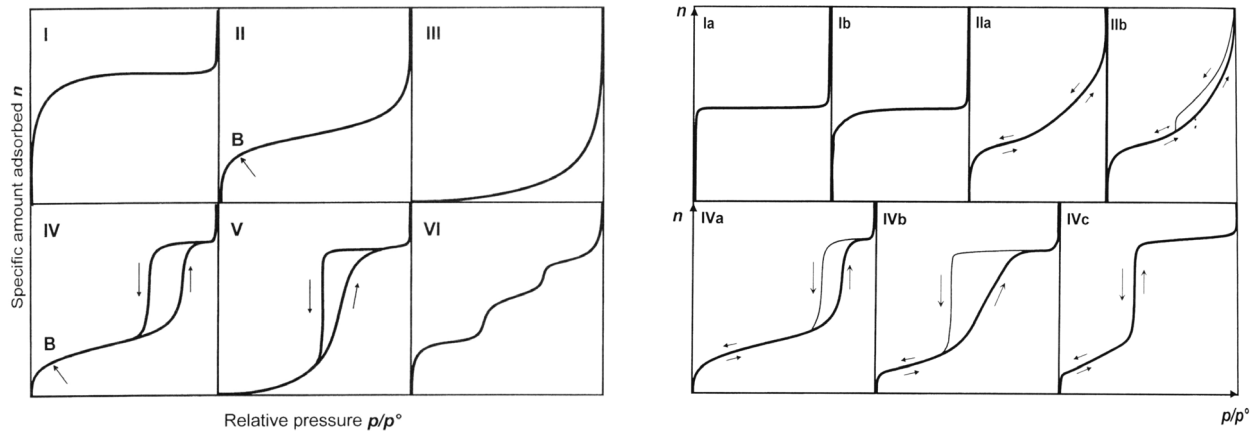 I
II
III
B
IV
V
VI
B
Specific amount adsorbed n
Relative pressure p/p°
n
Ia
Ib
IIa
IIb
n
IVa
IVb
IVc
p/p°